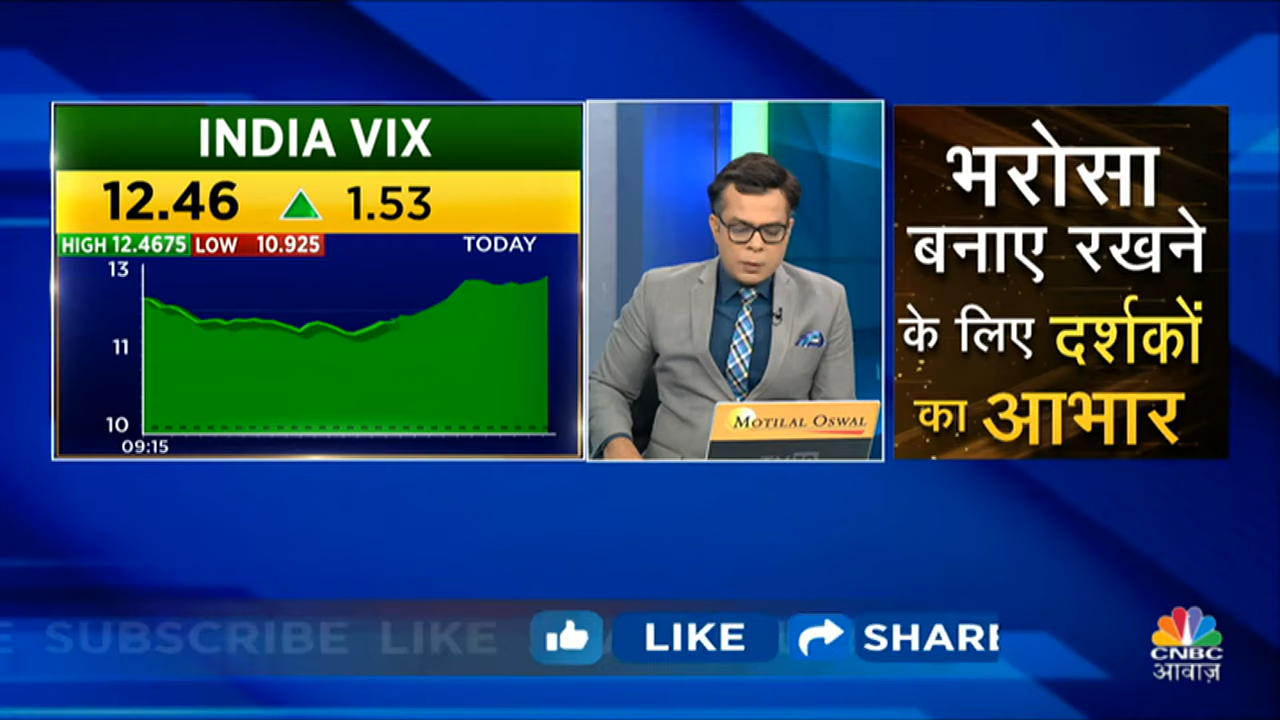 INDIA VIX
12.46 1.53
HIGH 12.4675 LOW 10.925 TODAY
13
11
10
09:15
MOTILAL OSWAL
भरोसा
बनाए रखने
के लिए दर्शकों
का आभार
SUBSCRIBE LIKE LIKE SHARE
CNBC
आवाज़